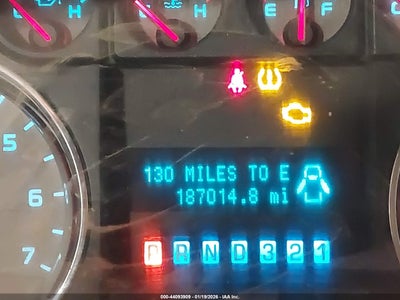 H
H
E F
5
6
7
130 MILES TO E
187014.8 mi
P R N D 3 2 1
000-44093909 - 01/19/2026 - IAA Inc.